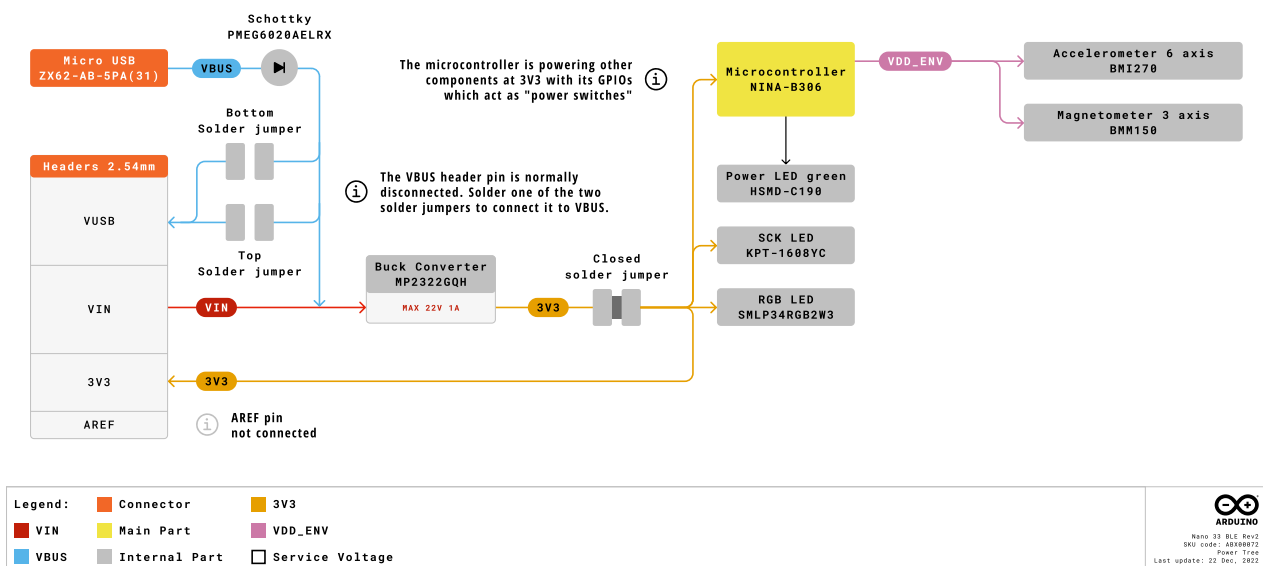 Schottky
PMEG6020AELRX
Micro USB
ZX62-AB-5PA(31)
VBUS
The microcontroller is powering other
components at 3V3 with its GPIOs
which act as "power switches"
i
Microcontroller
NINA-B306
VDD_ENV
Accelerometer 6 axis
BMI270
Magnetometer 3 axis
BMM150
Bottom
Solder jumper
Headers 2.54mm
VUSB
i
The VBUS header pin is normally
disconnected. Solder one of the two
solder jumpers to connect it to VBUS.
Power LED green
HSMD-C190
Top
Solder jumper
SCK LED
KPT-1608YC
Buck Converter
MP2322GQH
MAX 22V 1A
Closed
solder jumper
VIN
VIN
3V3
RGB LED
SMLP34RGB2W3
3V3
3V3
AREF
i
AREF pin
not connected
Legend:
Connector
3V3
VIN
Main Part
VDD_ENV
VBUS
Internal Part
Service Voltage
ARDUINO
Nano 33 BLE Rev2
SKU code: ABX00072
Power Tree
Last update: 22 Dec, 2022